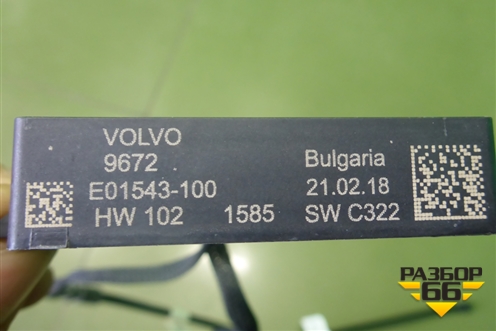 VOLVO
9672 Bulgaria
E01543-100 21.02.18
HW 102 1585 SW C322
РАЗБОР
66